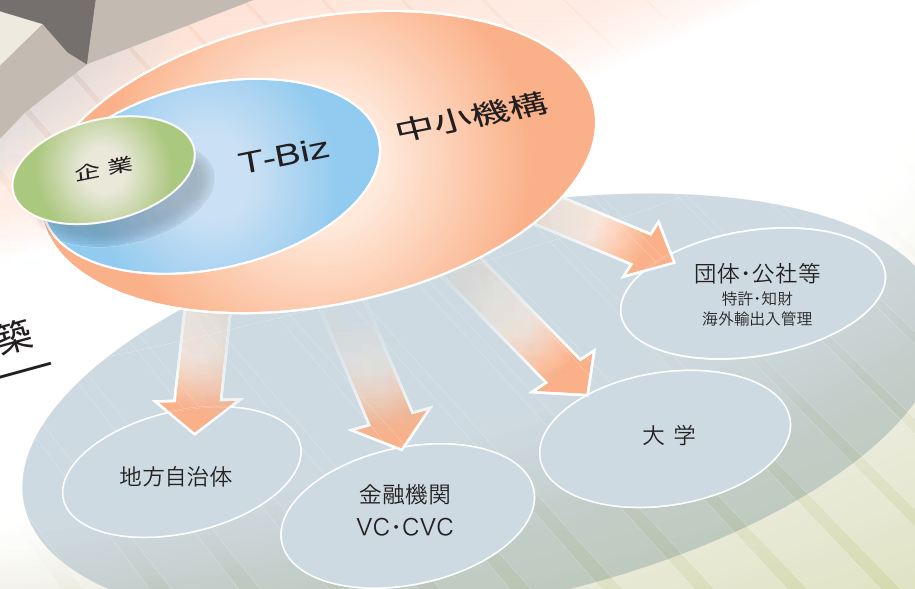 企業
T-Biz
中小機構
築
団体・公社等
特許・知財
海外輸出入管理
大学
地方自治体
金融機関
VC・CVC